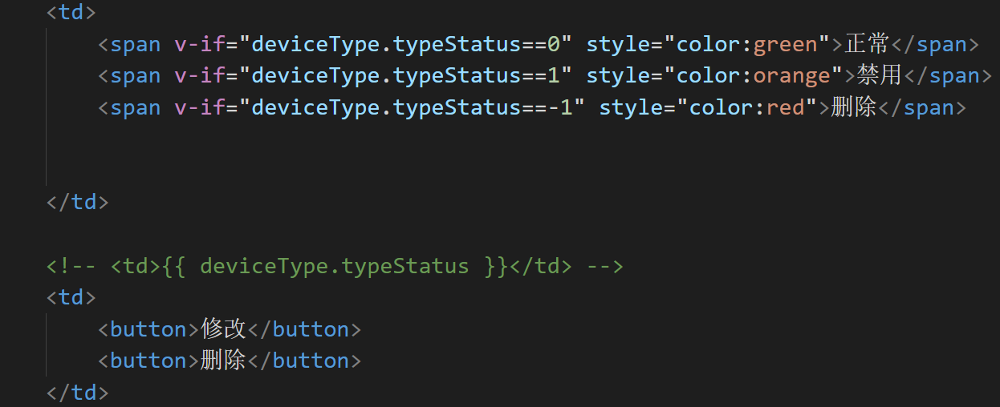 <td>
<span v-if="deviceType.typeStatus==0" style="color:green">正常</span>
<span v-if="deviceType.typeStatus==1" style="color:orange">禁用</span>
<span v-if="deviceType.typeStatus==-1" style="color:red">删除</span>
</td>
<!-- <td>{{ deviceType.typeStatus }}</td> -->
<td>
<button>修改</button>
<button>删除</button>
</td>